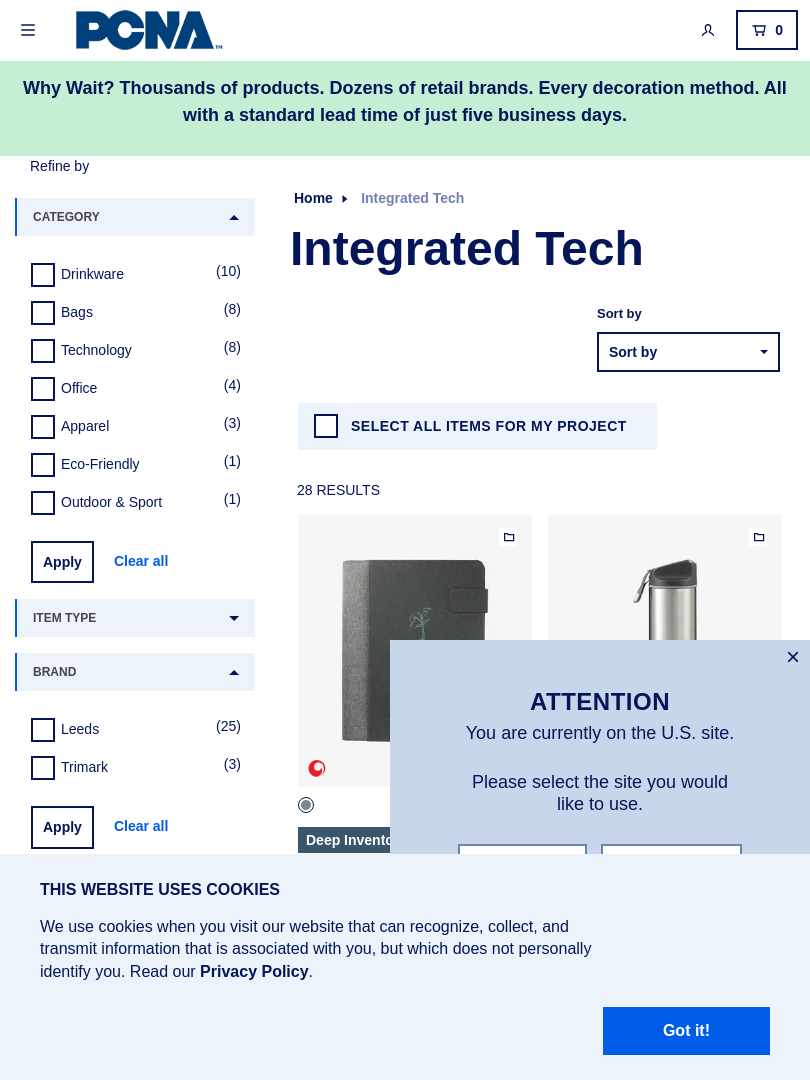 PCNA™
0
Why Wait? Thousands of products. Dozens of retail brands. Every decoration method. All
with a standard lead time of just five business days.
Refine by
CATEGORY
Drinkware (10)
Bags (8)
Technology (8)
Office (4)
Apparel (3)
Eco-Friendly (1)
Outdoor & Sport (1)
Apply Clear all
ITEM TYPE
BRAND
Leeds (25)
Trimark (3)
Apply Clear all
Home Integrated Tech
Integrated Tech
Sort by
Sort by
SELECT ALL ITEMS FOR MY PROJECT
28 RESULTS
ATTENTION
You are currently on the U.S. site.
Please select the site you would
like to use.
THIS WEBSITE USES COOKIES
We use cookies when you visit our website that can recognize, collect, and
transmit information that is associated with you, but which does not personally
identify you. Read our Privacy Policy.
Got it!